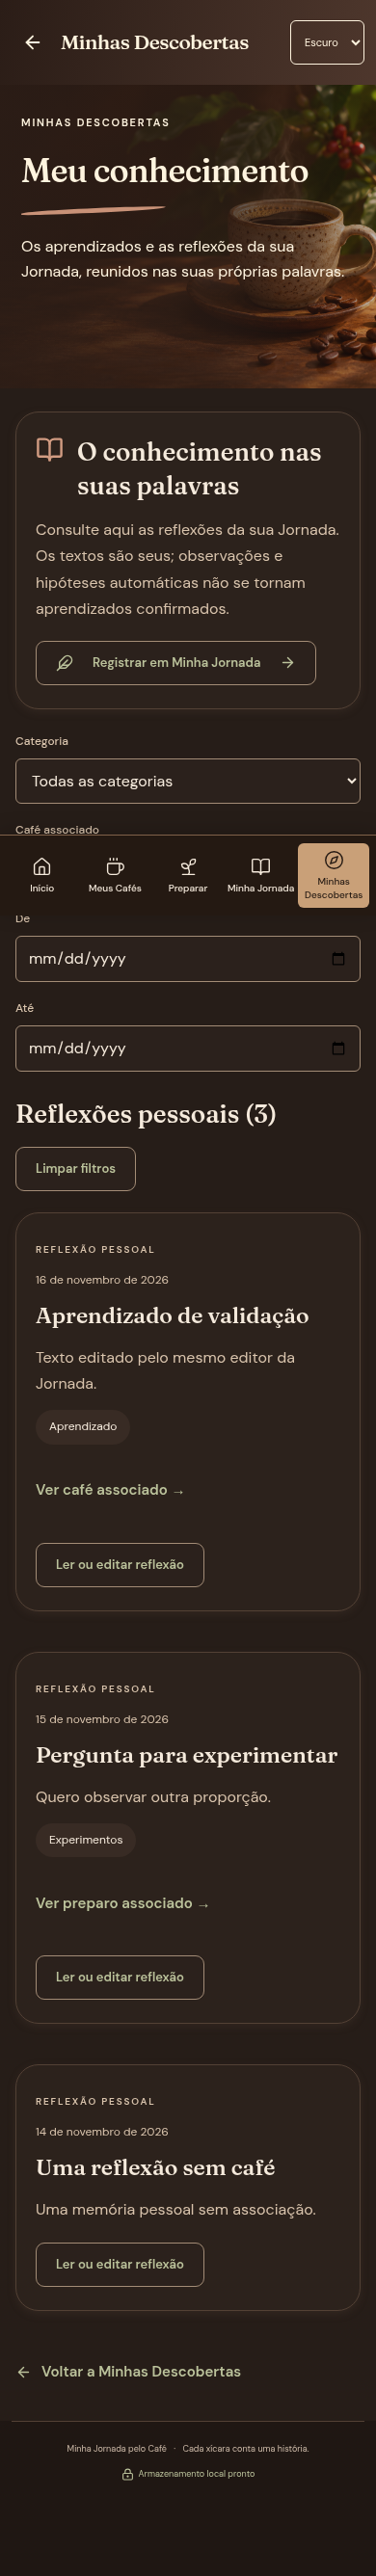 Minhas Descobertas
Escuro
MINHAS DESCOBERTAS
Meu conhecimento
Os aprendizados e as reflexões da sua
Jornada, reunidos nas suas próprias palavras.
O conhecimento nas
suas palavras
Consulte aqui as reflexões da sua Jornada.
Os textos são seus; observações e
hipóteses automáticas não se tornam
aprendizados confirmados.
Registrar em Minha Jornada
Categoria
Todas as categorias
Café associado
Início
Meus Cafés
Preparar
Minha Jornada
Minhas
Descobertas
De
mm/dd/yyyy
Até
mm/dd/yyyy
Reflexões pessoais (3)
Limpar filtros
REFLEXÃO PESSOAL
16 de novembro de 2026
Aprendizado de validação
Texto editado pelo mesmo editor da
Jornada.
Aprendizado
Ver café associado →
Ler ou editar reflexão
REFLEXÃO PESSOAL
15 de novembro de 2026
Pergunta para experimentar
Quero observar outra proporção.
Experimentos
Ver preparo associado →
Ler ou editar reflexão
REFLEXÃO PESSOAL
14 de novembro de 2026
Uma reflexão sem café
Uma memória pessoal sem associação.
Ler ou editar reflexão
Voltar a Minhas Descobertas
Minha Jornada pelo Café · Cada xícara conta uma história.
Armazenamento local pronto